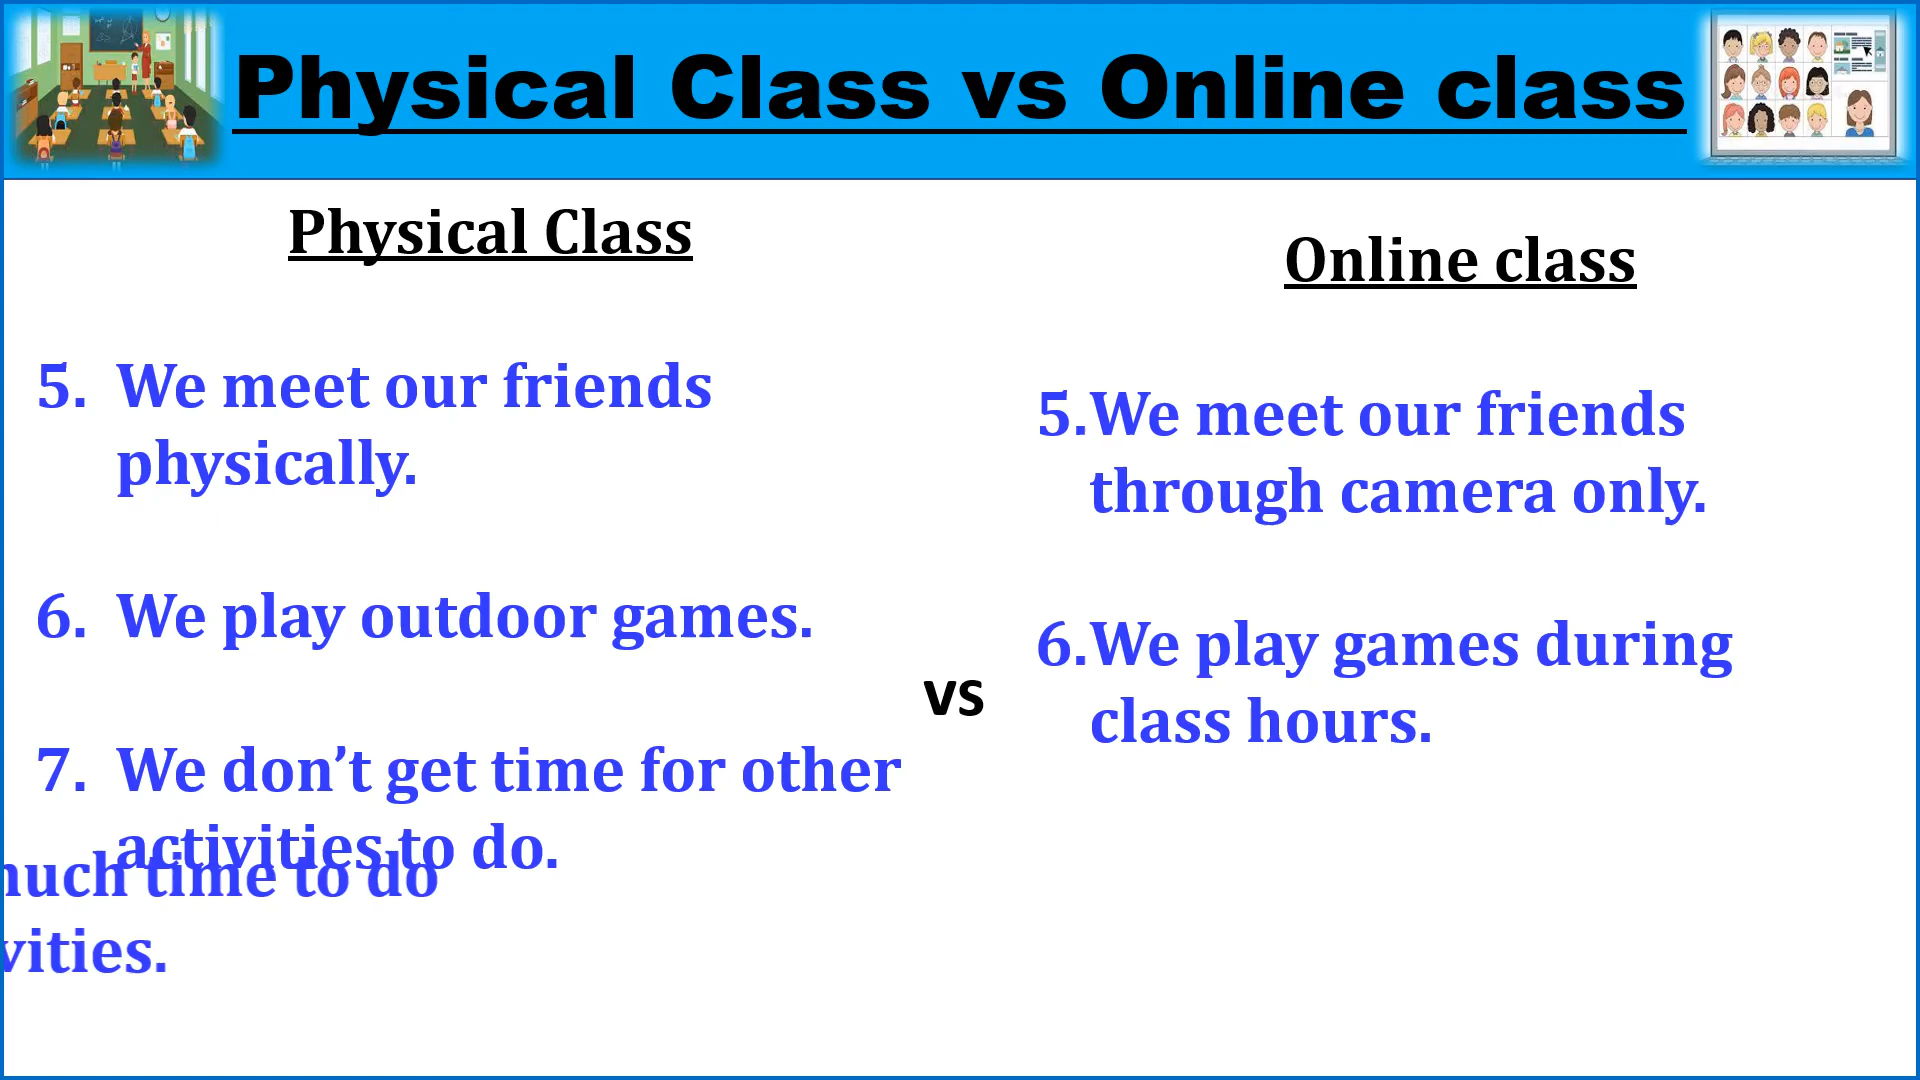 Physical Class vs Online class
Physical Class
5. We meet our friends
physically.
6. We play outdoor games.
7. We don’t get time for other
activities to do.
vs
Online class
5.We meet our friends
through camera only.
6.We play games during
class hours.
time to do